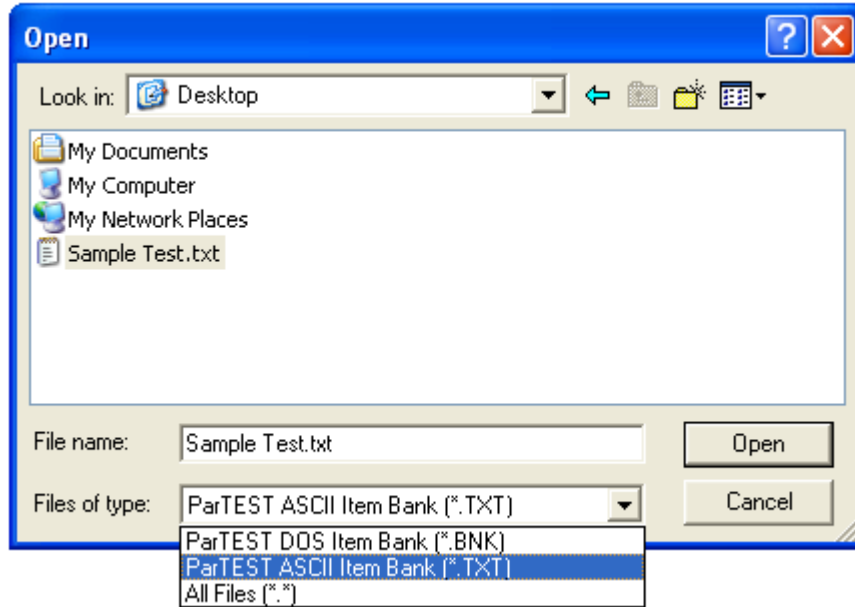 Open
Look in: Desktop
My Documents
My Computer
My Network Places
Sample Test.txt
File name: Sample Test.txt Open
Files of type: ParTEST ASCII Item Bank (*.TXT) Cancel
ParTEST DOS Item Bank (*.BNK)
ParTEST ASCII Item Bank (*.TXT)
All Files (*.*)